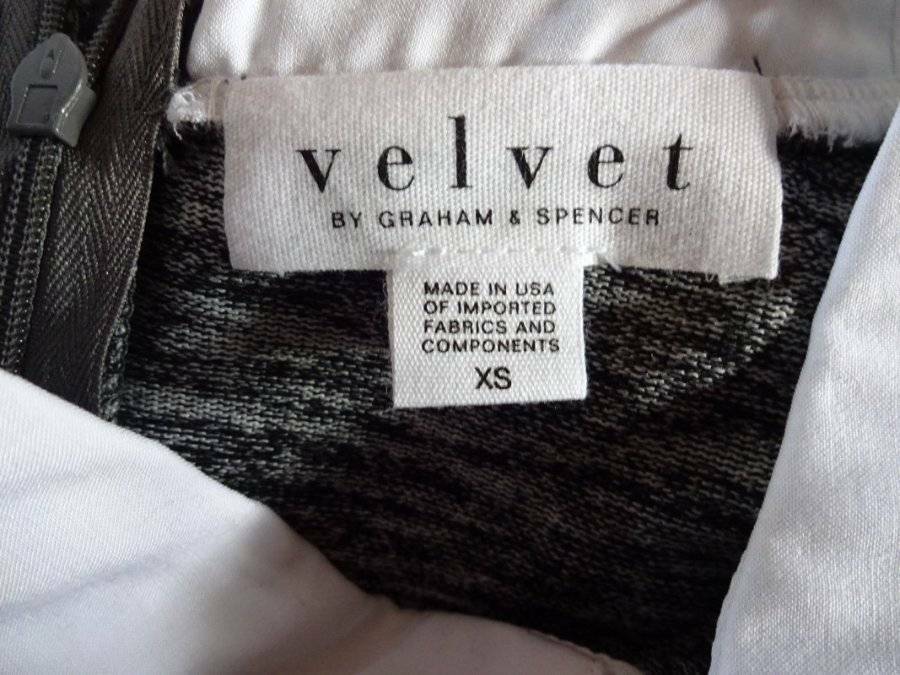 velvet
BY GRAHAM & SPENCER
MADE IN USA
OF IMPORTED
FABRICS AND
COMPONENTS
XS